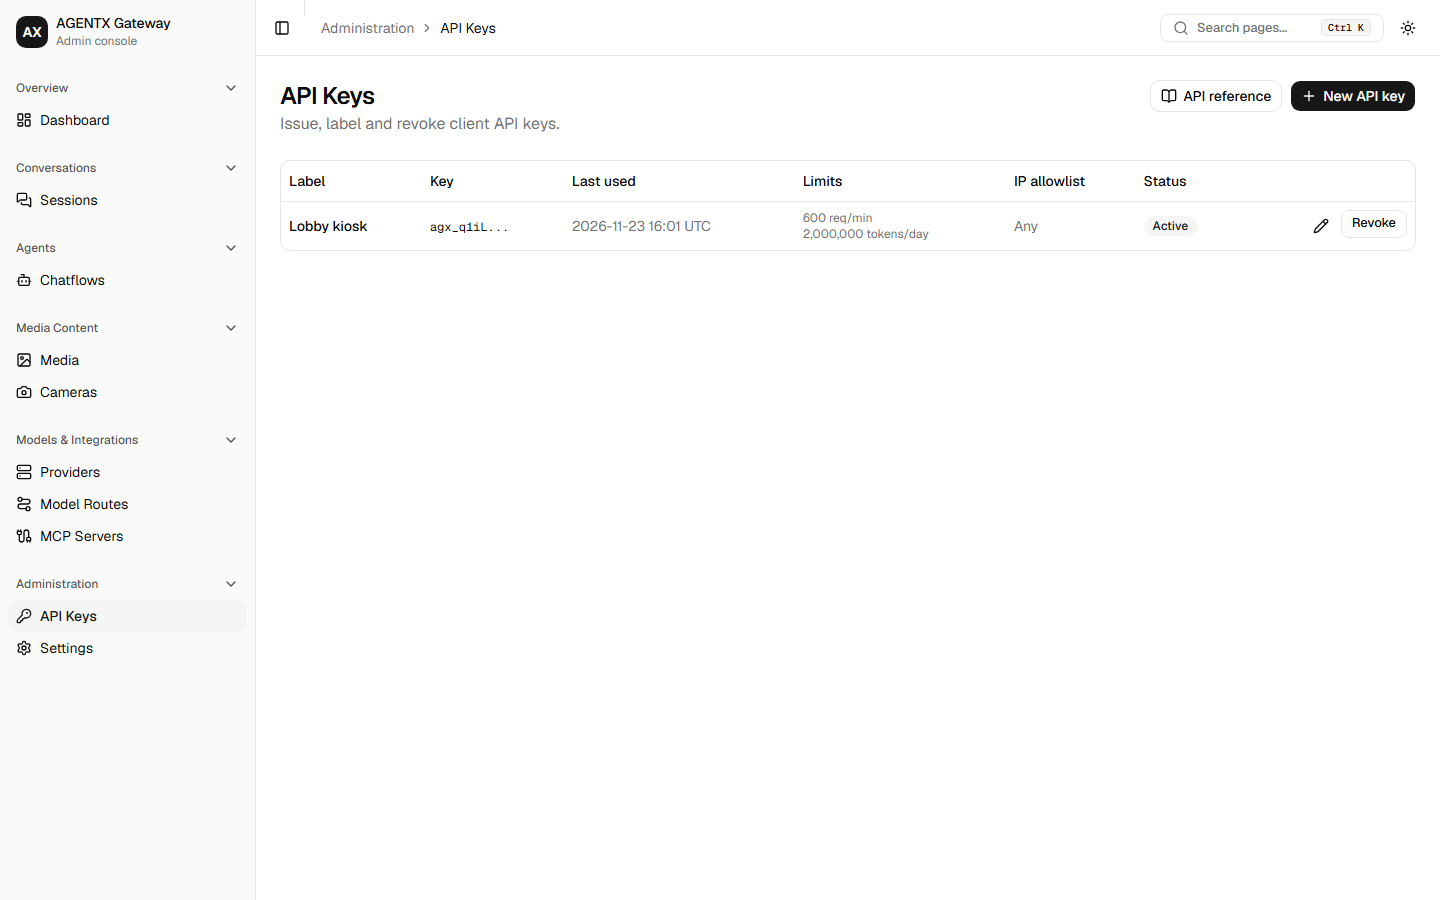 AX
AGENTX Gateway
Admin console
Overview
Dashboard
Conversations
Sessions
Agents
Chatflows
Media Content
Media
Cameras
Models & Integrations
Providers
Model Routes
MCP Servers
Administration
API Keys
Settings
Administration > API Keys
Search pages... Ctrl K
API Keys
Issue, label and revoke client API keys.
API reference
New API key
Label Key Last used Limits IP allowlist Status
Lobby kiosk agx_q1iL... 2026-11-23 16:01 UTC 600 req/min
2,000,000 tokens/day Any Active Revoke